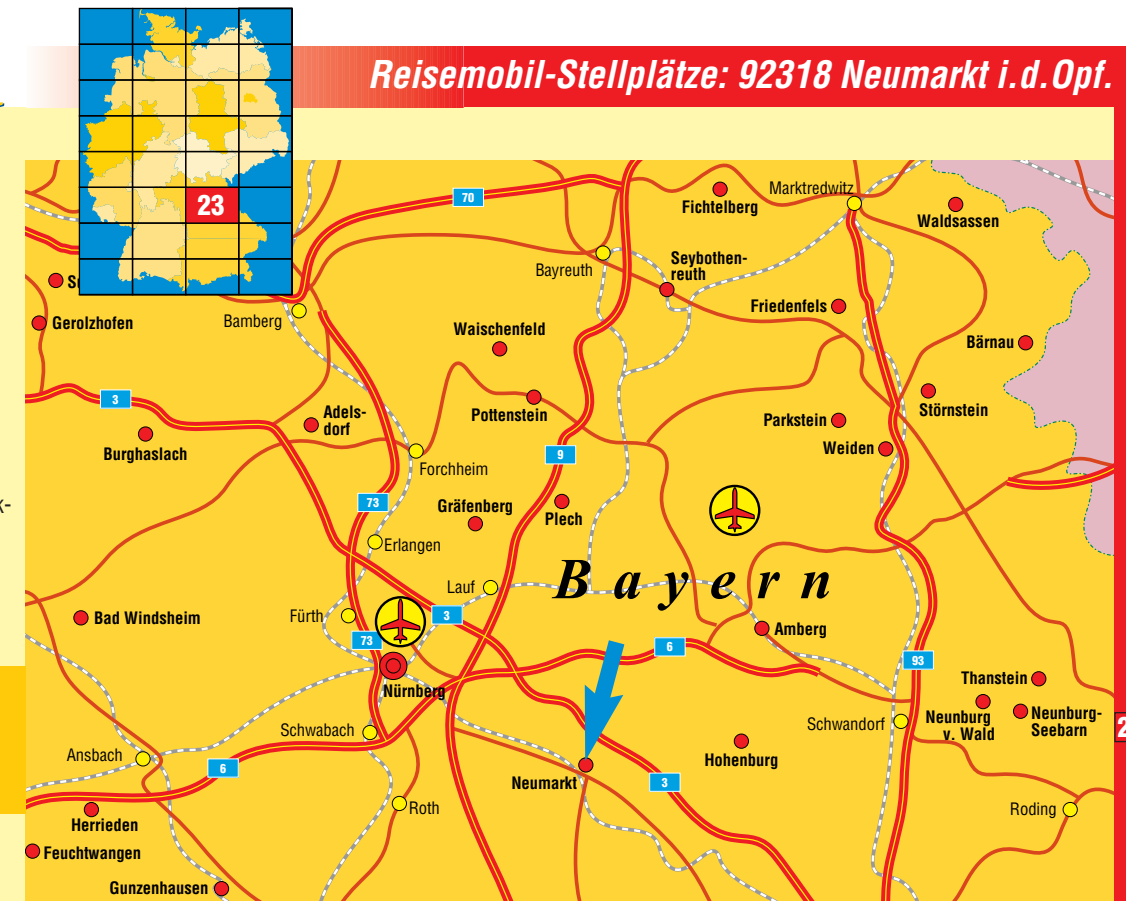 Reisemobil-Stellplätze: 92318 Neumarkt i.d.Opf.
23
70
Fichtelberg
Marktredwitz
Waldsassen
Bayreuth
Seybothen-
reuth
Gerolzhofen
Bamberg
Waischenfeld
Friedenfels
Bärnau
3
Adels-
dorf
Pottenstein
Störnstein
Parkstein
Burghaslach
Forchheim
9
Weiden
73
Gräfenberg
Plech
Erlangen
Bayern
Lauf
Bad Windsheim
Fürth
3
73
6
Amberg
93
Nürnberg
Thanstein
Schwabach
Schwandorf
Neunburg
v. Wald
Neunburg-
Seebarn
Ansbach
6
Hohenburg
Neumarkt
3
Roth
Roding
Herrieden
Feuchtwangen
Gunzenhausen